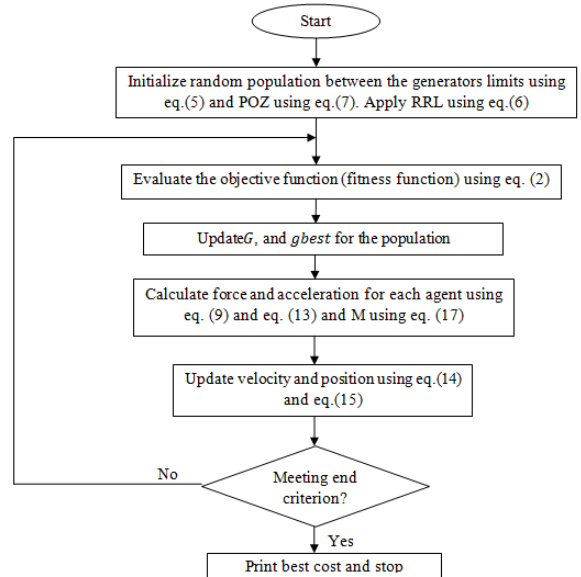 Start
Initialize random population between the generators limits using
eq.(5) and POZ using eq.(7). Apply RRL using eq.(6)
Evaluate the objective function (fitness function) using eq. (2)
UpdateG, and gbest for the population
Calculate force and acceleration for each agent using
eq. (9) and eq. (13) and M using eq. (17)
Update velocity and position using eq.(14)
and eq.(15)
No
Meeting end
criterion?
Yes
Print best cost and stop